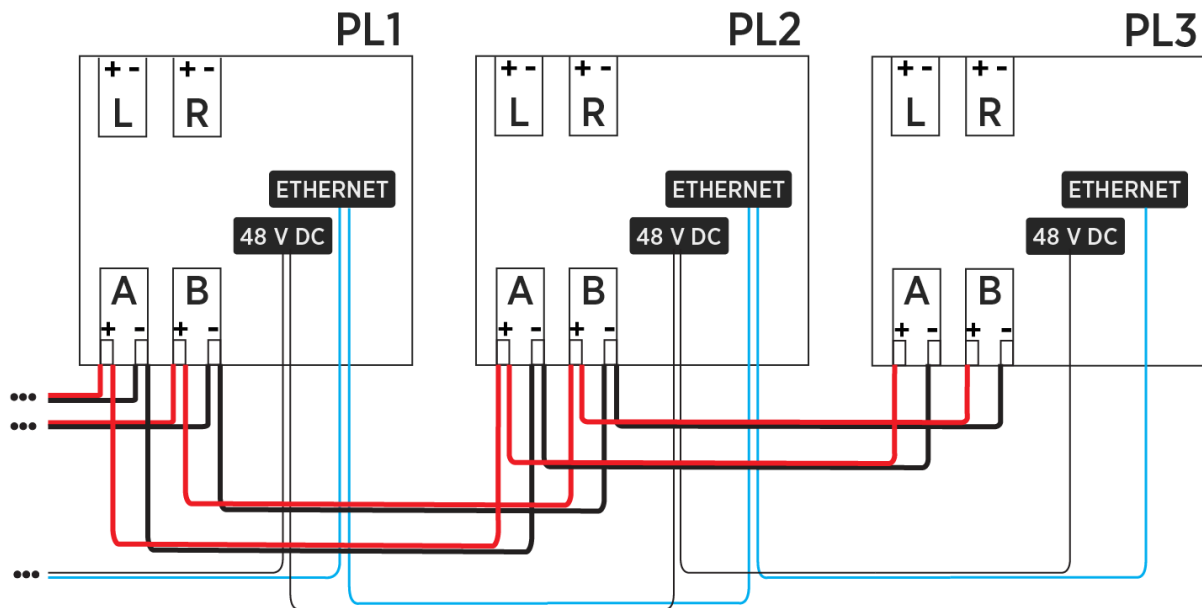 PL1 PL2 PL3
+ - + - + - + - + - + -
L R L R L R
ETHERNET ETHERNET ETHERNET
48 V DC 48 V DC 48 V DC
A B A B A B
+ - + - + - + - + - + -
•••
•••
•••